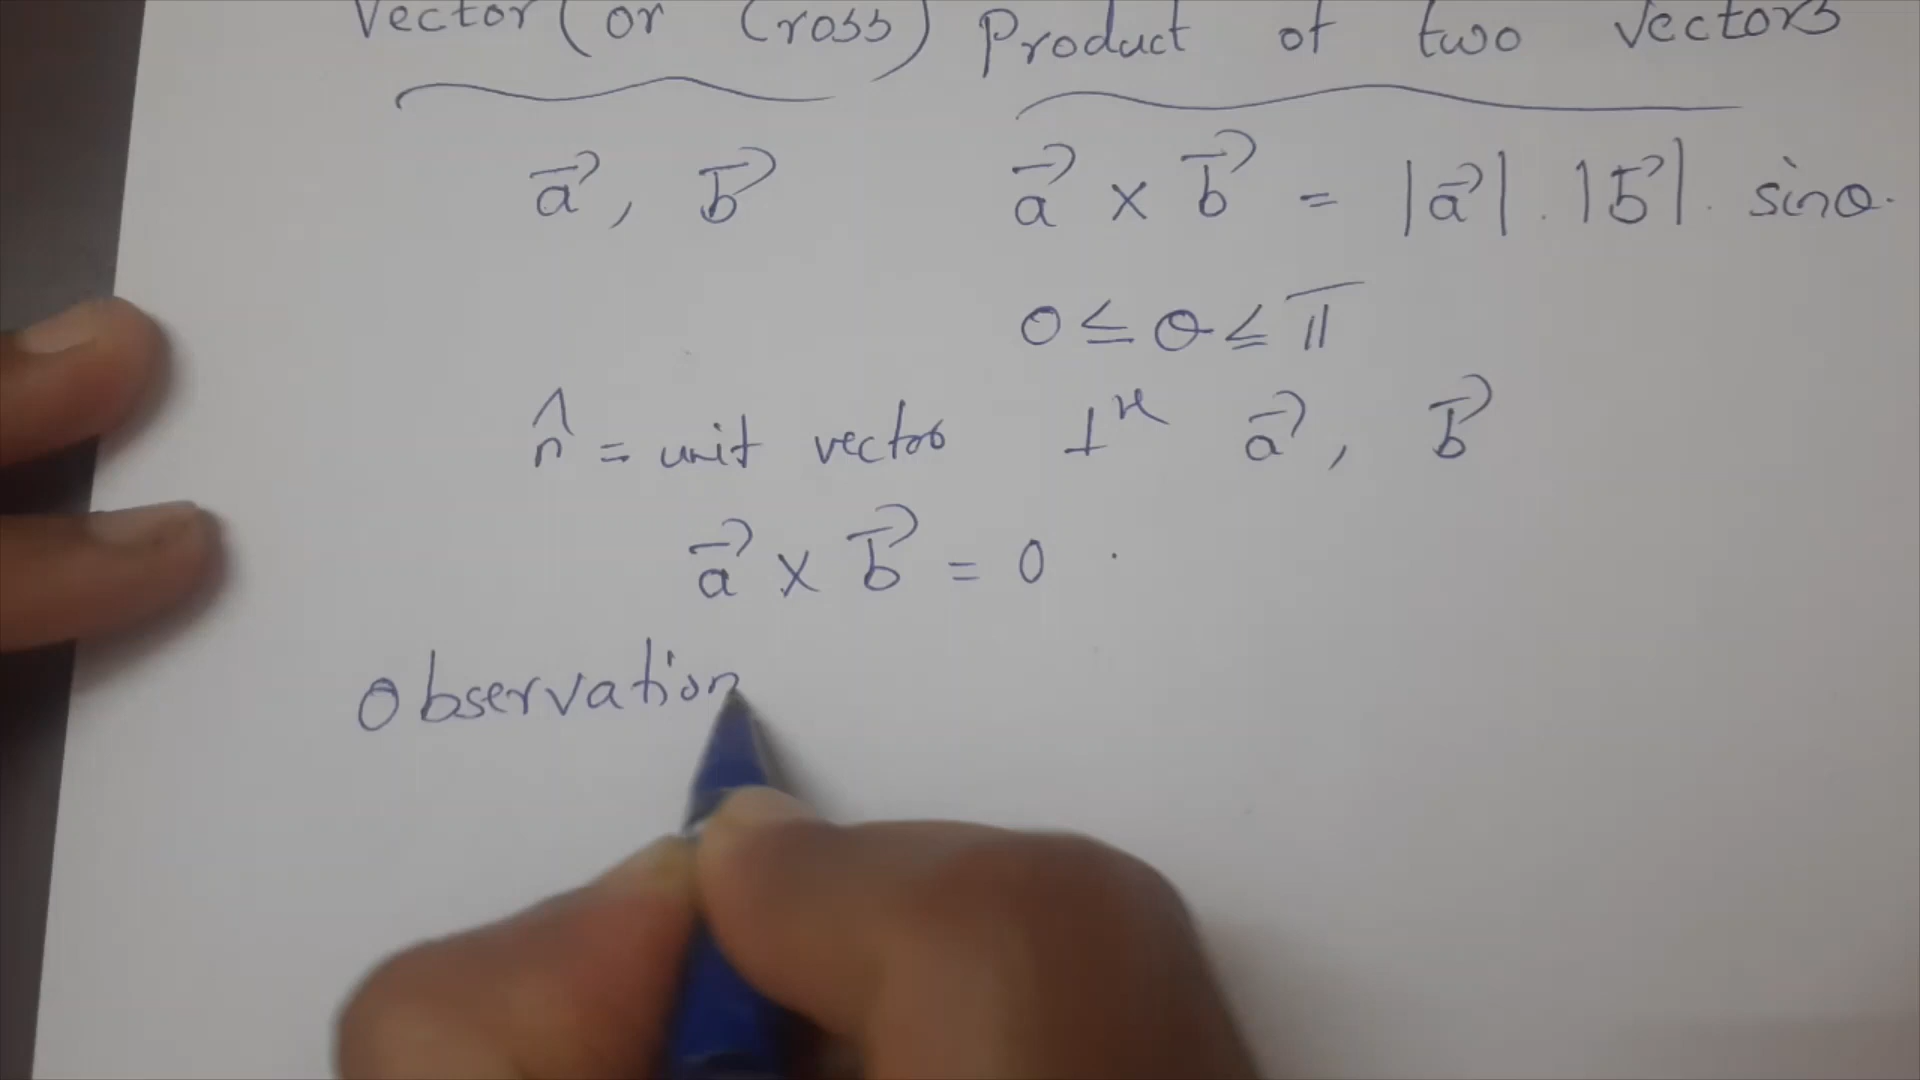 Vector (or Cross) Product of two vectors
a⃗, b⃗ a⃗ × b⃗ = |a⃗| . |b⃗| . sinθ.
0 ≤ θ ≤ π
n̂ = unit vector ⊥ʳ a⃗, b⃗
a⃗ × b⃗ = 0 .
Observation